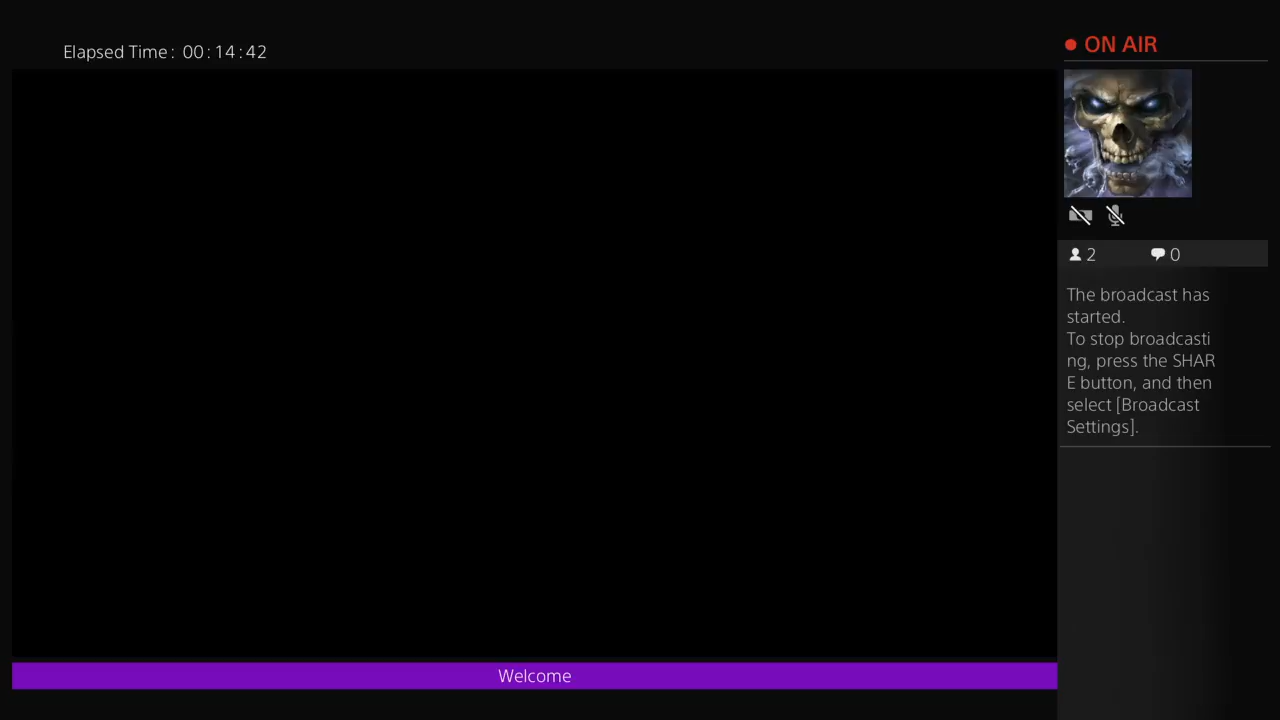 Elapsed Time: 00:14:42
ON AIR
2 0
The broadcast has
started.
To stop broadcasti
ng, press the SHAR
E button, and then
select [Broadcast
Settings].
Welcome